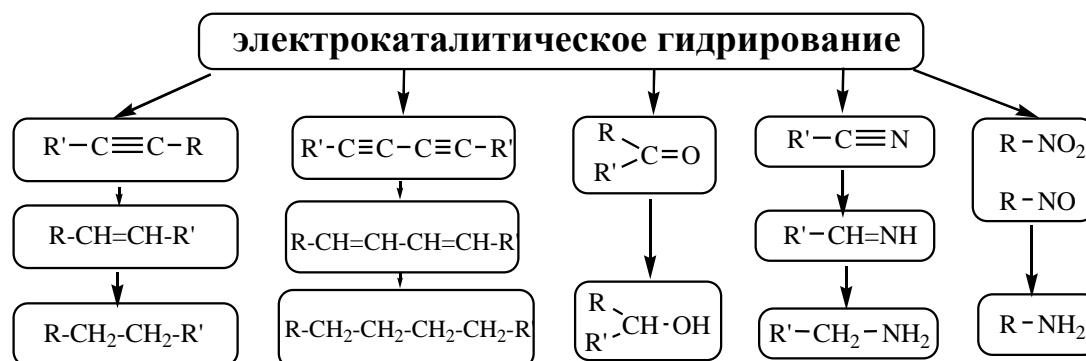 электрокаталитическое гидрирование
R'-C≡C-R
R'-C≡C-C≡C-R'
R
R'
C=O
R'-C≡N
R-NO₂
R-NO
R-CH=CH-R'
R-CH=CH-CH=CH-R'
R'-CH=NH
R-CH₂-CH₂-R'
R-CH₂-CH₂-CH₂-CH₂-R'
R
R'
CH-OH
R'-CH₂-NH₂
R-NH₂